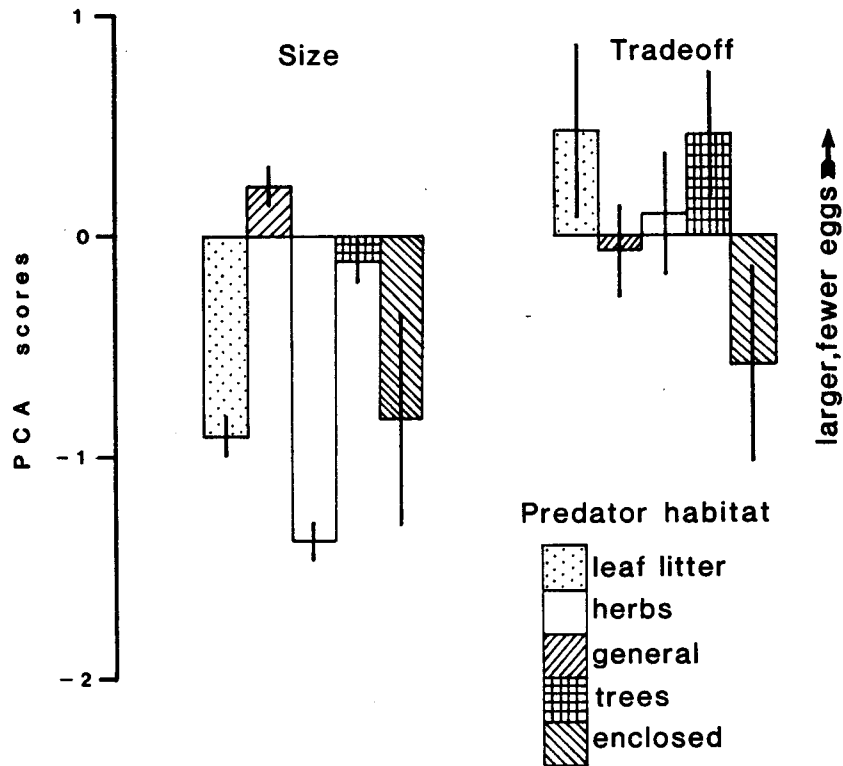 1
0
-1
-2
PCA scores
Size
Tradeoff
larger,fewer eggs
Predator habitat
leaf litter
herbs
general
trees
enclosed